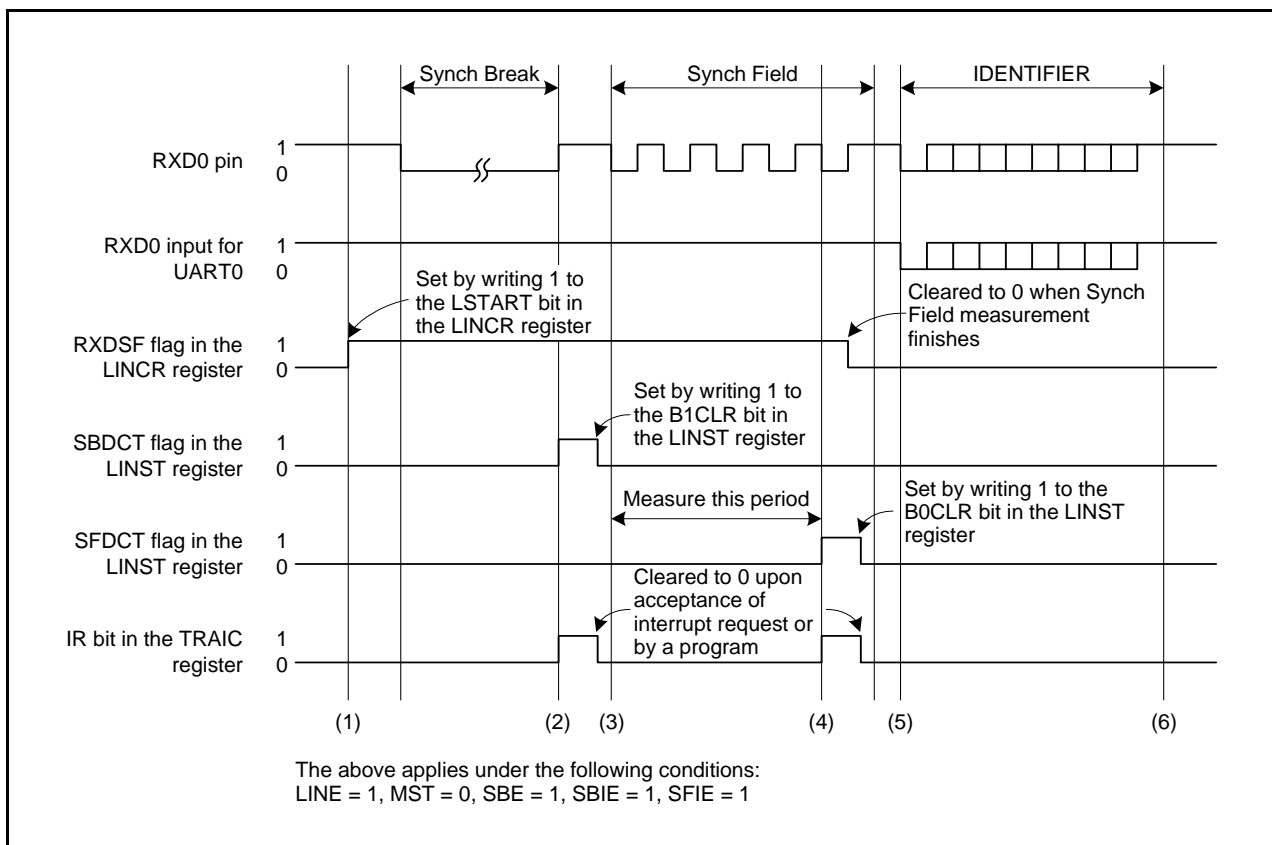 Synch Break
Synch Field
IDENTIFIER
RXD0 pin
1
0
RXD0 input for
UART0
1
0
Set by writing 1 to
the LSTART bit in
the LINCR register
Cleared to 0 when Synch
Field measurement
finishes
RXDSF flag in the
LINCR register
1
0
Set by writing 1 to
the B1CLR bit in
the LINST register
SBDCT flag in the
LINST register
1
0
Measure this period
Set by writing 1 to the
B0CLR bit in the LINST
register
SFDCT flag in the
LINST register
1
0
Cleared to 0 upon
acceptance of
interrupt request or
by a program
IR bit in the TRAIC
register
1
0
(1)
(2)
(3)
(4)
(5)
(6)
The above applies under the following conditions:
LINE = 1, MST = 0, SBE = 1, SBIE = 1, SFIE = 1